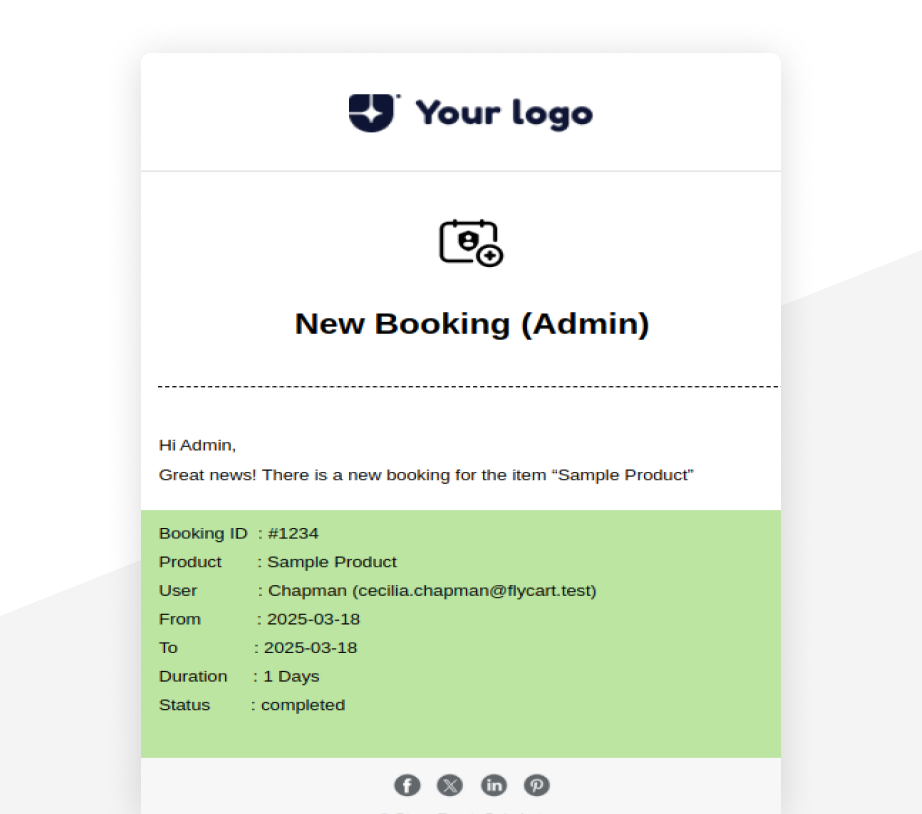 Your logo
New Booking (Admin)
Hi Admin,
Great news! There is a new booking for the item “Sample Product”
Booking ID : #1234
Product : Sample Product
User : Chapman (cecilia.chapman@flycart.test)
From : 2025-03-18
To : 2025-03-18
Duration : 1 Days
Status : completed